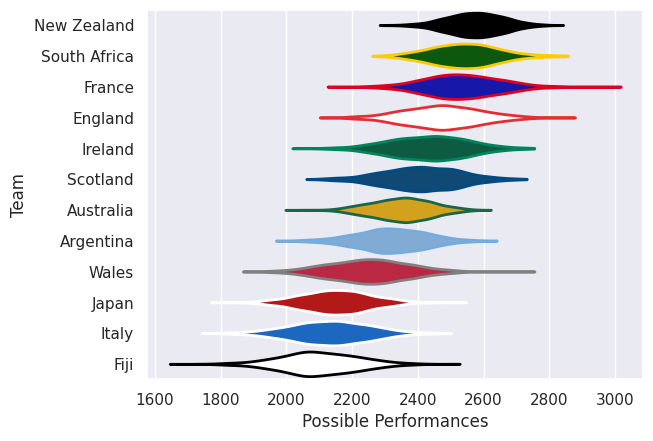 New Zealand
South Africa
France
England
Ireland
Scotland
Australia
Argentina
Wales
Japan
Italy
Fiji
Team
1600 1800 2000 2200 2400 2600 2800 3000
Possible Performances